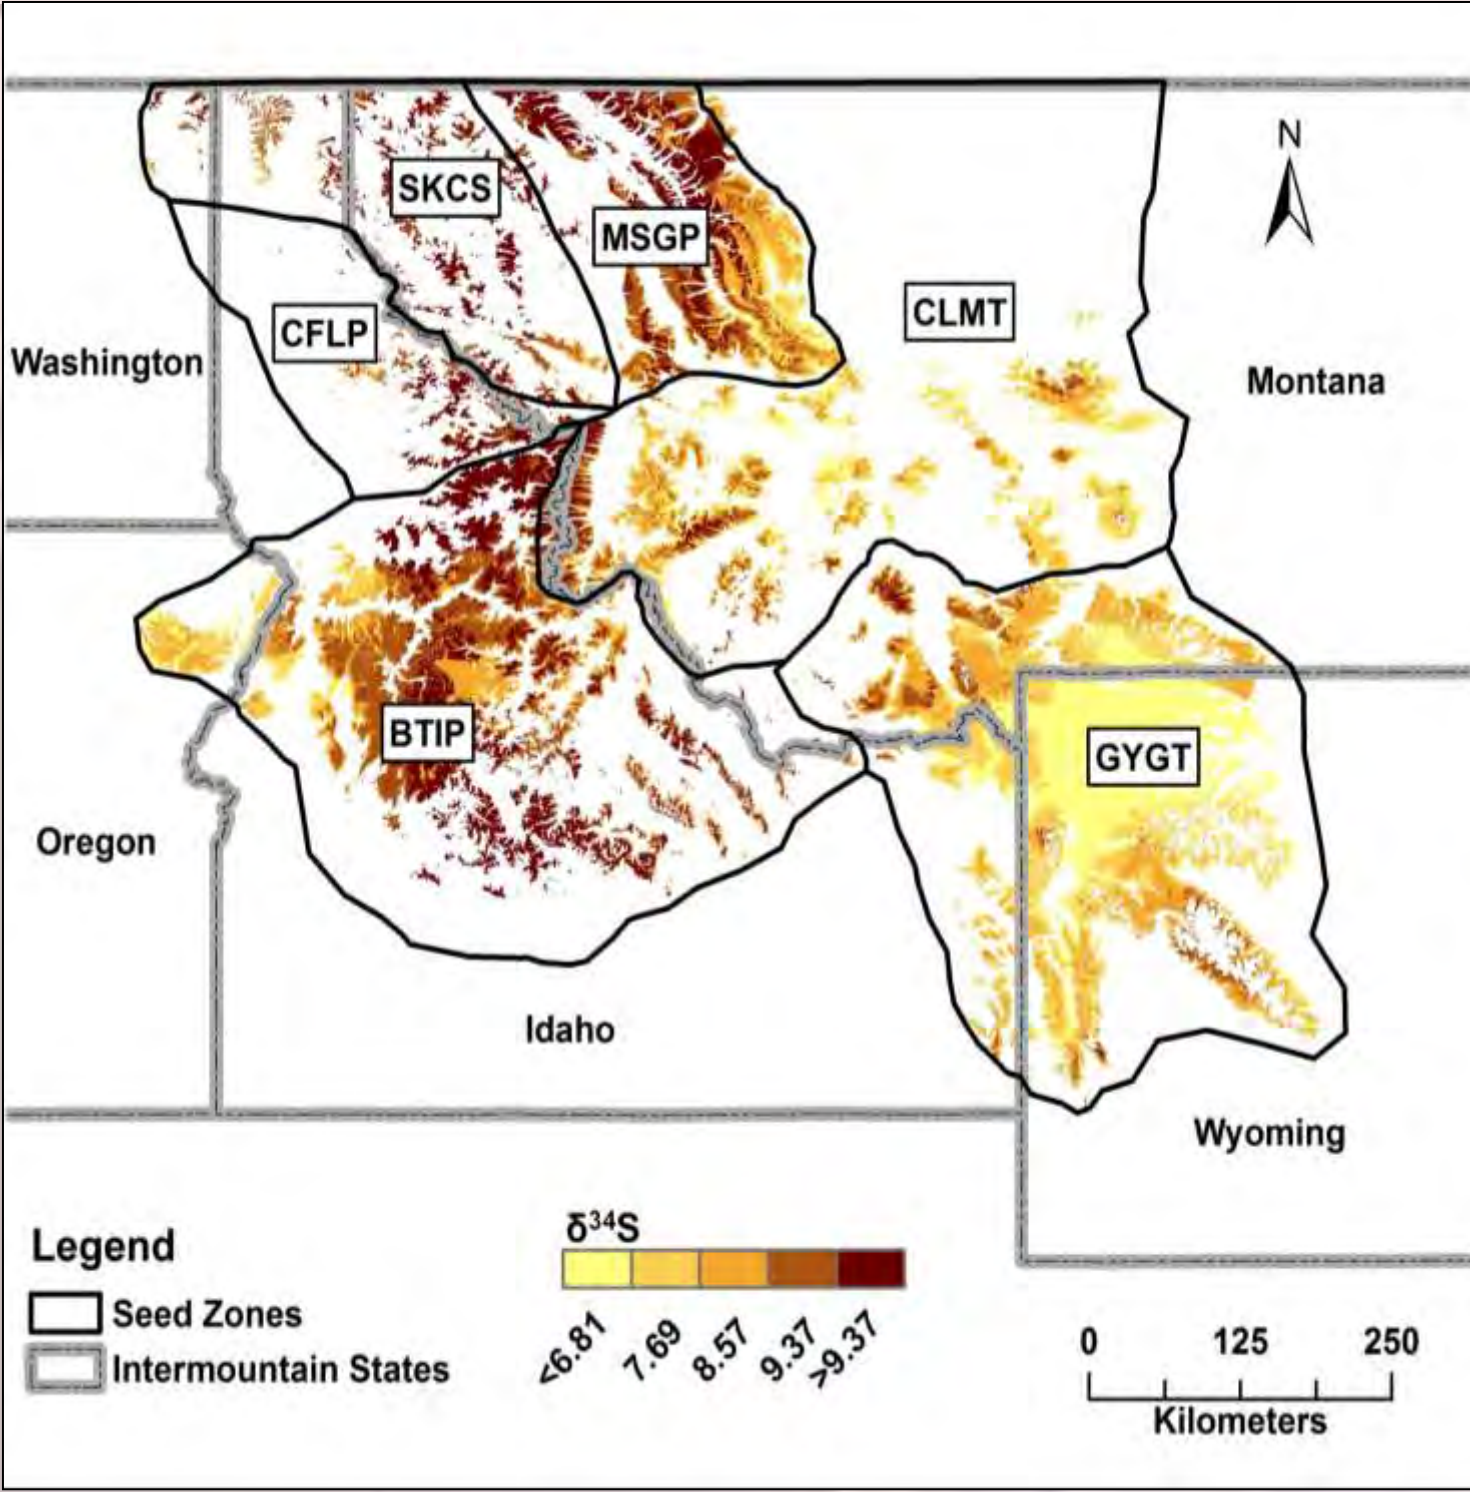 N
SKCS
MSGP
CLMT
CFLP
Washington
Montana
BTIP
GYGT
Oregon
Idaho
Wyoming
Legend
Seed Zones
Intermountain States
δ³⁴S
<6.81 7.69 8.57 9.37 >9.37
0 125 250
Kilometers